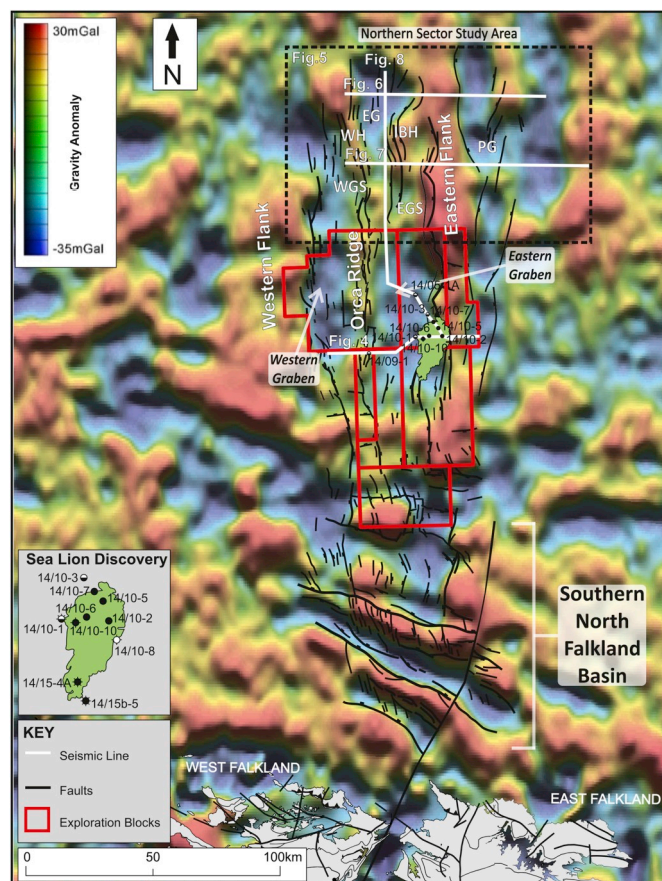 30mGal
Gravity Anomaly
-35mGal
N
Northern Sector Study Area
Fig.5
Fig. 8
Fig. 6
EG
WH
BH
PG
Fig. 7
WGS
EGS
Eastern Flank
Western Flank
Orca Ridge
Eastern
Graben
14/05-1A
14/10-3
14/10-7
14/10-6
14/10-5
14/10-1
14/10-2
14/10-10
Fig. 4
14/09-1
Western
Graben
Sea Lion Discovery
14/10-3
14/10-7
14/10-5
14/10-6
14/10-2
14/10-1
14/10-10
14/10-8
14/15-4A
14/15b-5
Southern
North
Falkland
Basin
KEY
Seismic Line
Faults
Exploration Blocks
WEST FALKLAND
EAST FALKLAND
0
50
100km